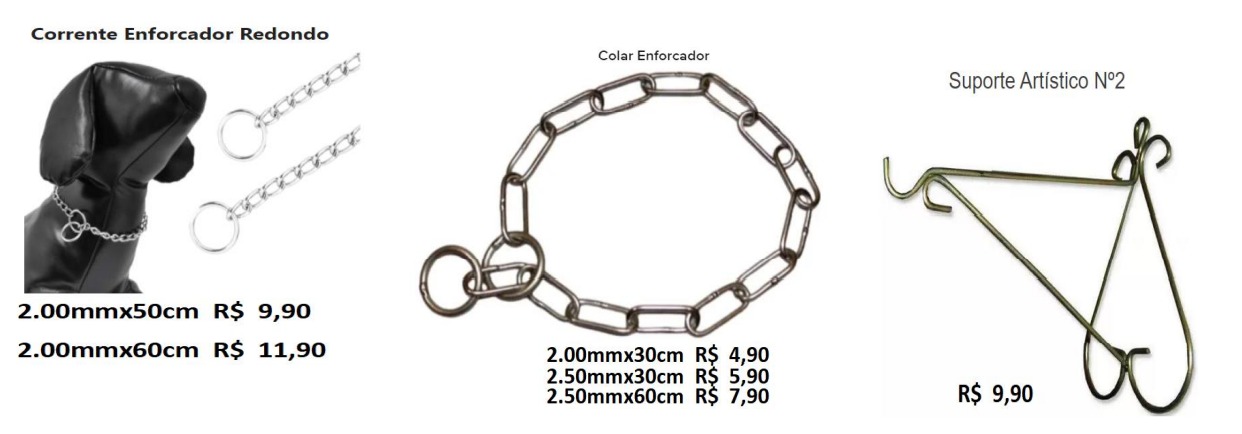 Corrente Enforcador Redondo
2.00mmx50cm R$ 9,90
2.00mmx60cm R$ 11,90
Colar Enforcador
2.00mmx30cm R$ 4,90
2.50mmx30cm R$ 5,90
2.50mmx60cm R$ 7,90
Suporte Artístico Nº2
R$ 9,90